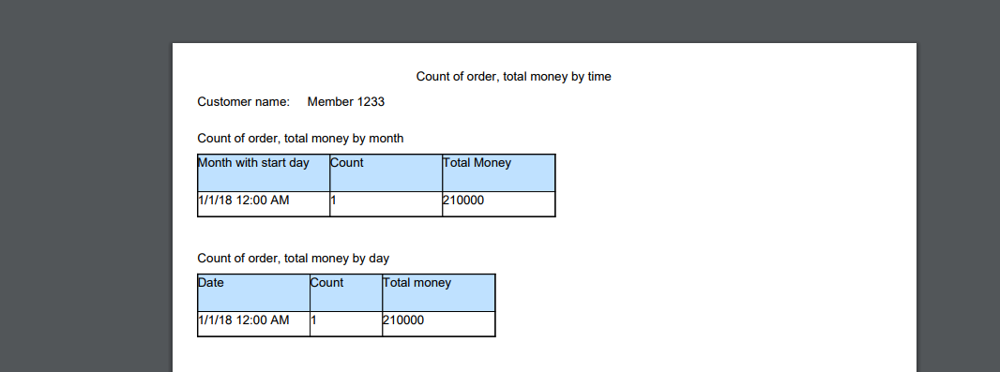 Count of order, total money by time
Customer name: Member 1233
Count of order, total money by month
Month with start day Count Total Money
1/1/18 12:00 AM 1 210000
Count of order, total money by day
Date Count Total money
1/1/18 12:00 AM 1 210000